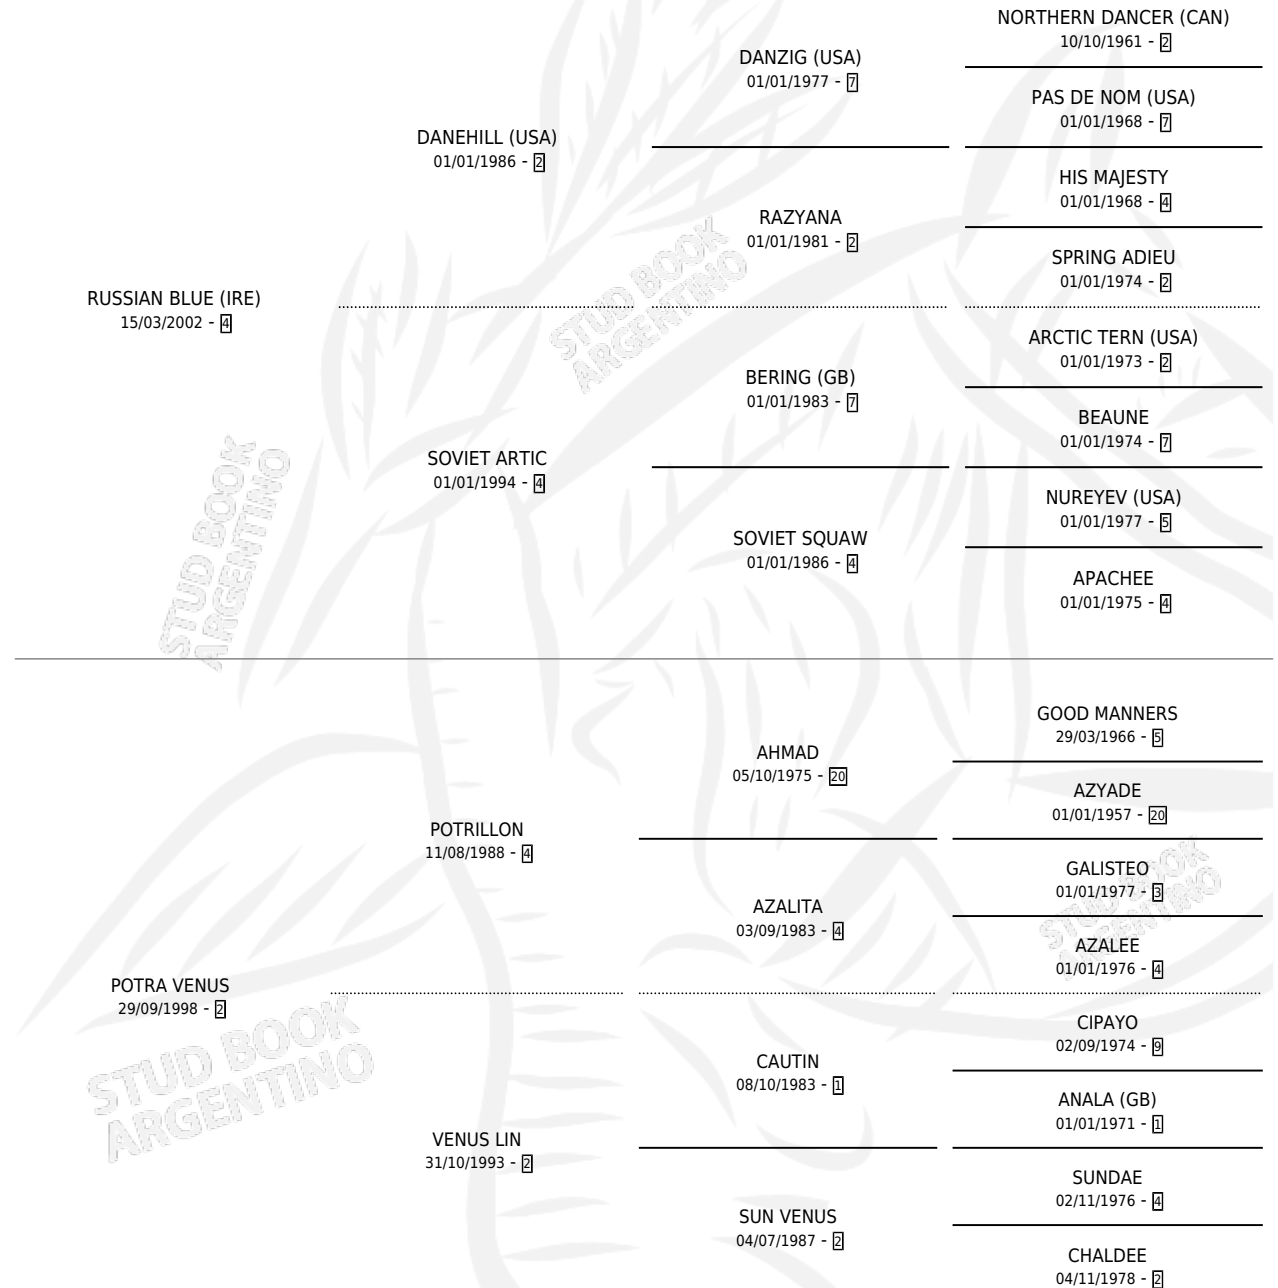 RUSSIAN BLUE (IRE)
15/03/2002 - 4
DANEHILL (USA)
01/01/1986 - 2
DANZIG (USA)
01/01/1977 - 7
NORTHERN DANCER (CAN)
10/10/1961 - 2
PAS DE NOM (USA)
01/01/1968 - 7
RAZYANA
01/01/1981 - 2
HIS MAJESTY
01/01/1968 - 4
SPRING ADIEU
01/01/1974 - 2
SOVIET ARTIC
01/01/1994 - 4
BERING (GB)
01/01/1983 - 7
ARCTIC TERN (USA)
01/01/1973 - 2
BEAUNE
01/01/1974 - 7
SOVIET SQUAW
01/01/1986 - 4
NUREYEV (USA)
01/01/1977 - 5
APACHEE
01/01/1975 - 4
POTRA VENUS
29/09/1998 - 2
POTRILLON
11/08/1988 - 4
AHMAD
05/10/1975 - 20
GOOD MANNERS
29/03/1966 - 5
AZYADE
01/01/1957 - 20
AZALITA
03/09/1983 - 4
GALISTEO
01/01/1977 - 3
AZALEE
01/01/1976 - 4
VENUS LIN
31/10/1993 - 2
CAUTIN
08/10/1983 - 1
CIPAYO
02/09/1974 - 9
ANALA (GB)
01/01/1971 - 1
SUN VENUS
04/07/1987 - 2
SUNDAE
02/11/1976 - 4
CHALDEE
04/11/1978 - 2
STUD BOOK
ARGENTINO
STUD BOOK
ARGENTINO
STUD BOOK
ARGENTINO
STUD BOOK
ARGENTINO